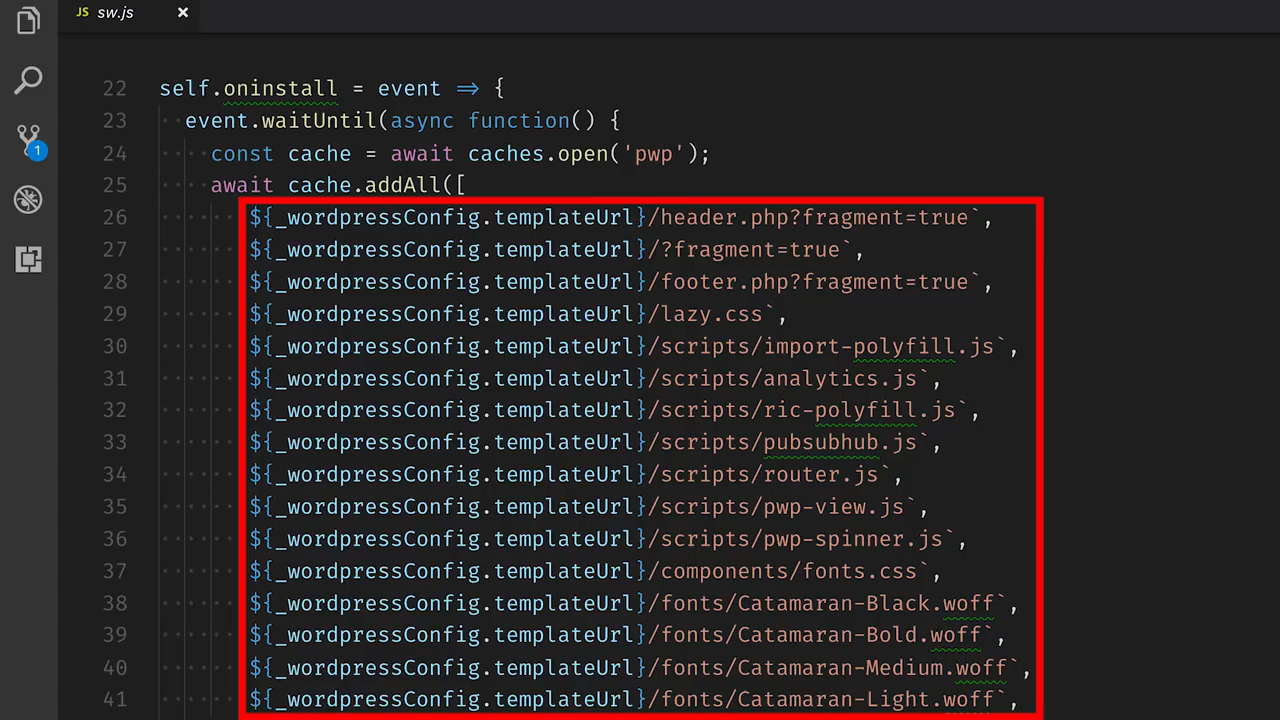 JS sw.js ×
22 self.oninstall = event => {
23 event.waitUntil(async function() {
24 const cache = await caches.open('pwp');
25 await cache.addAll([
26 ${_wordpressConfig.templateUrl}/header.php?fragment=true`,
27 ${_wordpressConfig.templateUrl}/?fragment=true`,
28 ${_wordpressConfig.templateUrl}/footer.php?fragment=true`,
29 ${_wordpressConfig.templateUrl}/lazy.css`,
30 ${_wordpressConfig.templateUrl}/scripts/import-polyfill.js`,
31 ${_wordpressConfig.templateUrl}/scripts/analytics.js`,
32 ${_wordpressConfig.templateUrl}/scripts/ric-polyfill.js`,
33 ${_wordpressConfig.templateUrl}/scripts/pubsubhub.js`,
34 ${_wordpressConfig.templateUrl}/scripts/router.js`,
35 ${_wordpressConfig.templateUrl}/scripts/pwp-view.js`,
36 ${_wordpressConfig.templateUrl}/scripts/pwp-spinner.js`,
37 ${_wordpressConfig.templateUrl}/components/fonts.css`,
38 ${_wordpressConfig.templateUrl}/fonts/Catamaran-Black.woff`,
39 ${_wordpressConfig.templateUrl}/fonts/Catamaran-Bold.woff`,
40 ${_wordpressConfig.templateUrl}/fonts/Catamaran-Medium.woff`,
41 ${_wordpressConfig.templateUrl}/fonts/Catamaran-Light.woff`,
1